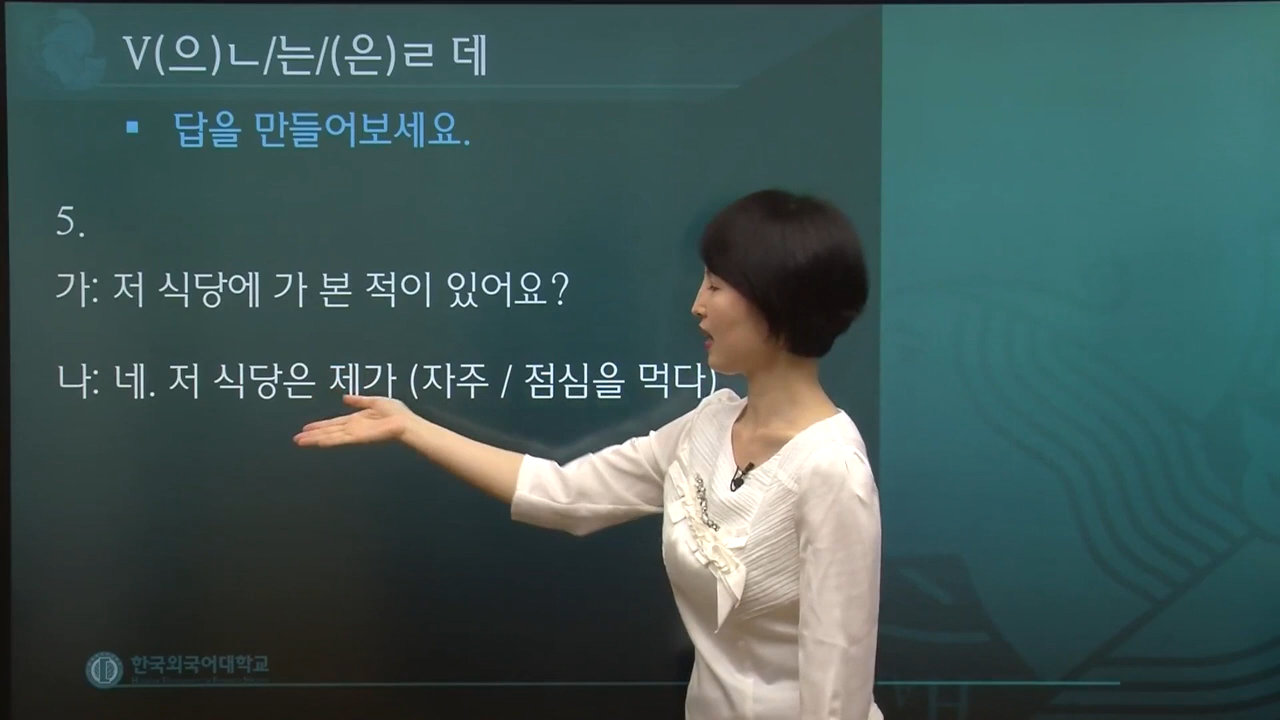 V(으)ㄴ/는/(은)ㄹ 데
▪ 답을 만들어보세요.
5.
가: 저 식당에 가 본 적이 있어요?
나: 네. 저 식당은 제가 (자주 / 점심을 먹다)
한국외국어대학교